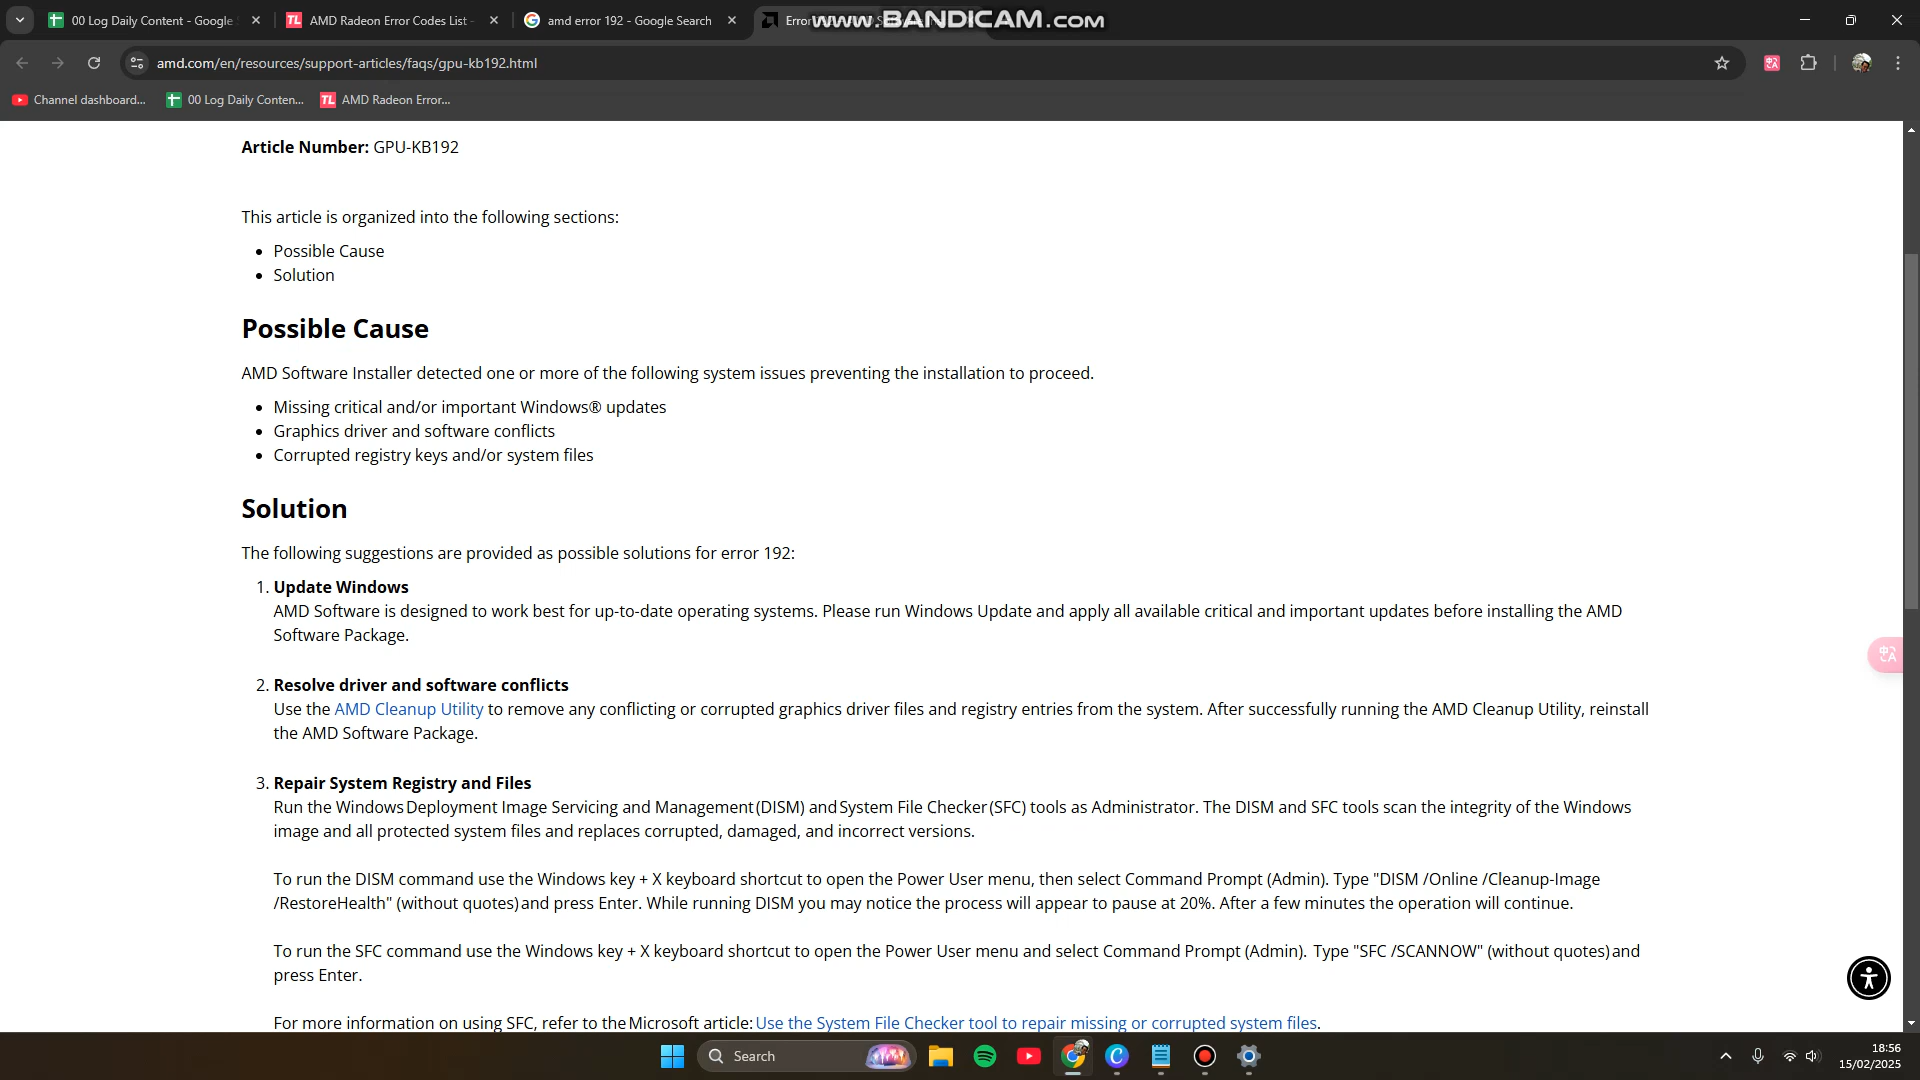 00 Log Daily Content - Google
AMD Radeon Error Codes List -
amd error 192 - Google Search
Error
www.BANDICAM.com
amd.com/en/resources/support-articles/faqs/gpu-kb192.html
Channel dashboard...
00 Log Daily Conten...
AMD Radeon Error...
Article Number: GPU-KB192
This article is organized into the following sections:
Possible Cause
Solution
Possible Cause
AMD Software Installer detected one or more of the following system issues preventing the installation to proceed.
Missing critical and/or important Windows® updates
Graphics driver and software conflicts
Corrupted registry keys and/or system files
Solution
The following suggestions are provided as possible solutions for error 192:
1. Update Windows
AMD Software is designed to work best for up-to-date operating systems. Please run Windows Update and apply all available critical and important updates before installing the AMD
Software Package.
2. Resolve driver and software conflicts
Use the AMD Cleanup Utility to remove any conflicting or corrupted graphics driver files and registry entries from the system. After successfully running the AMD Cleanup Utility, reinstall
the AMD Software Package.
3. Repair System Registry and Files
Run the Windows Deployment Image Servicing and Management (DISM) and System File Checker (SFC) tools as Administrator. The DISM and SFC tools scan the integrity of the Windows
image and all protected system files and replaces corrupted, damaged, and incorrect versions.
To run the DISM command use the Windows key + X keyboard shortcut to open the Power User menu, then select Command Prompt (Admin). Type "DISM /Online /Cleanup-Image
/RestoreHealth" (without quotes) and press Enter. While running DISM you may notice the process will appear to pause at 20%. After a few minutes the operation will continue.
To run the SFC command use the Windows key + X keyboard shortcut to open the Power User menu and select Command Prompt (Admin). Type "SFC /SCANNOW" (without quotes) and
press Enter.
For more information on using SFC, refer to the Microsoft article: Use the System File Checker tool to repair missing or corrupted system files.
Search
18:56
15/02/2025